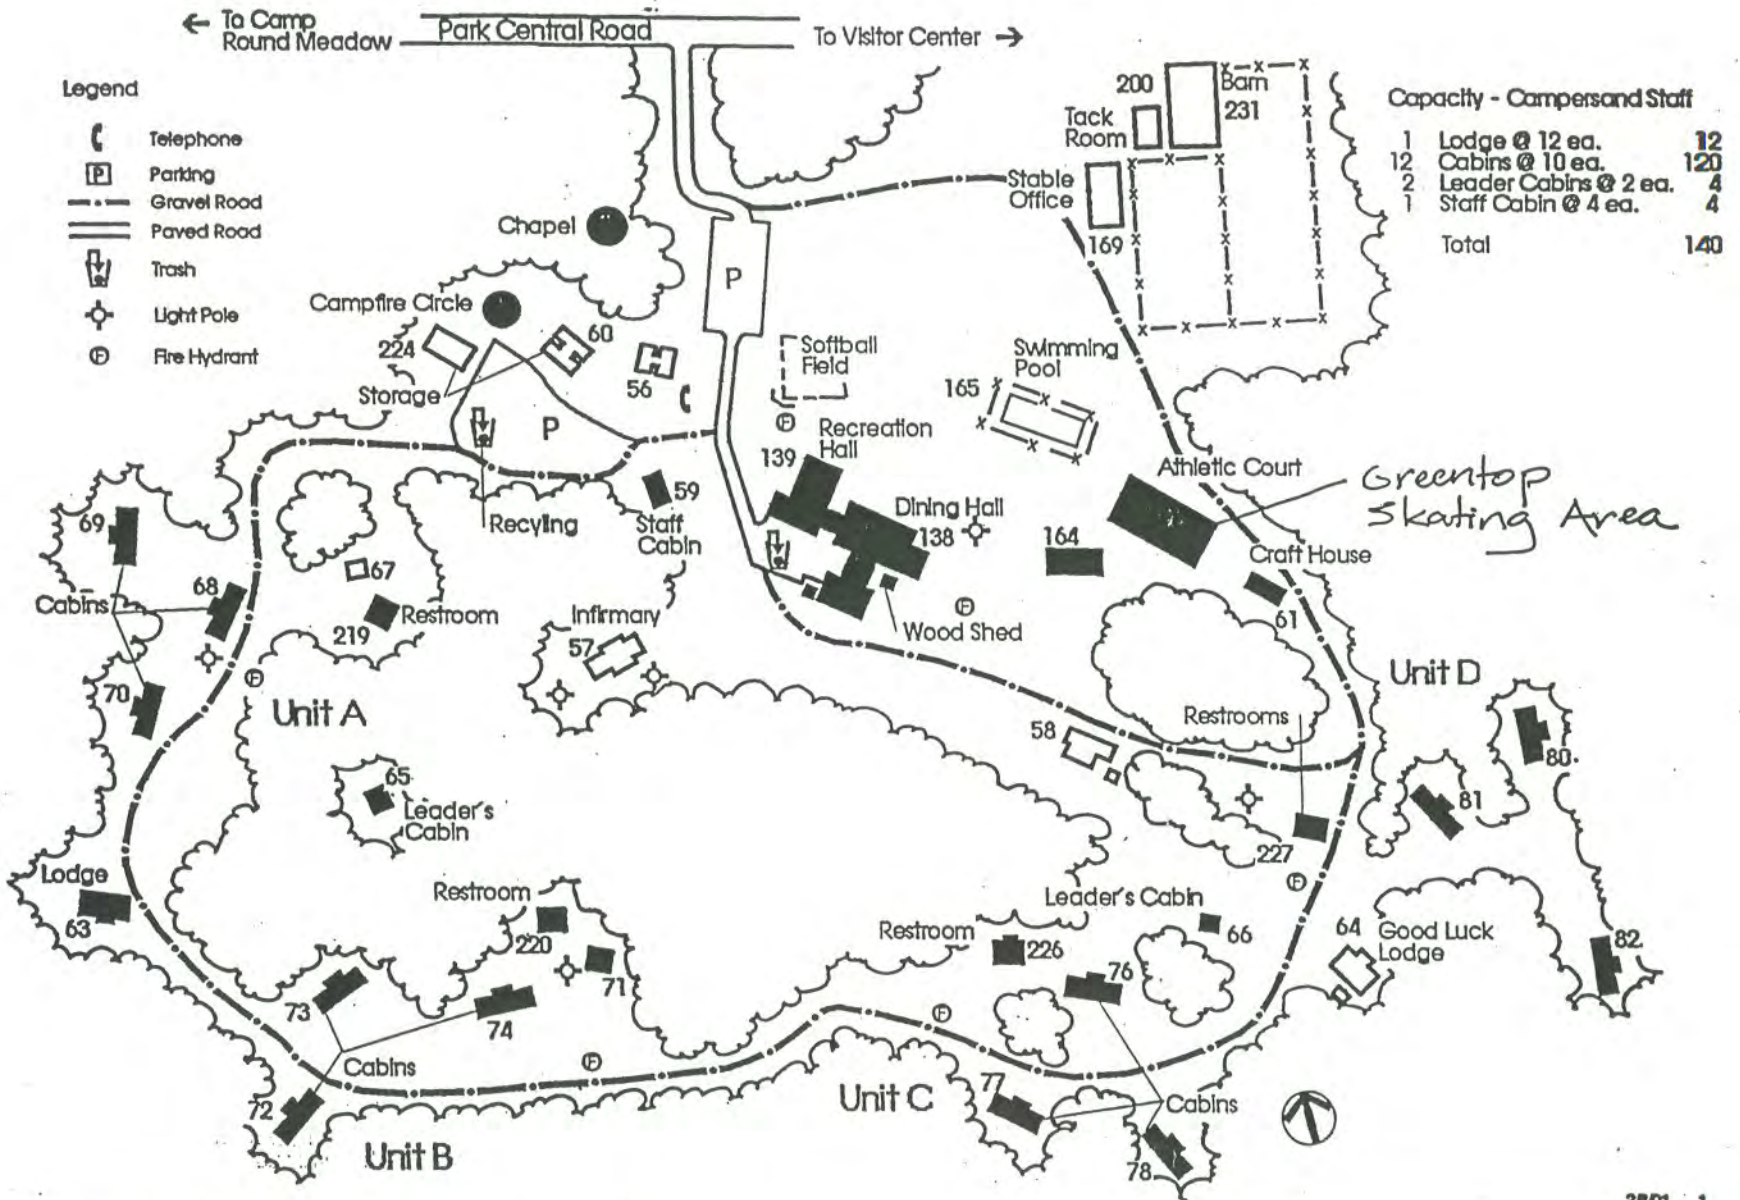 ← To Camp
Round Meadow
Park Central Road
To Visitor Center →
Legend
Telephone
P Parking
Gravel Road
Paved Road
Trash
Light Pole
F Fire Hydrant
Capacity - Campersand Staff
1 Lodge @ 12 ea. 12
12 Cabins @ 10 ea. 120
2 Leader Cabins @ 2 ea. 4
1 Staff Cabin @ 4 ea. 4
Total 140
200
Barn
231
Tack
Room
Stable
Office
169
Chapel
P
Campfire Circle
224
60
Storage
56
Softball
Field
Swimming
Pool
165
P
F
Recreation
Hall
139
Athletic Court
Greentop
Skating Area
59
Staff
Cabin
Recyling
Dining Hall
138
164
Craft House
61
69
68
67
Cabins
Restroom
219
Infirmary
57
F
Wood Shed
70
F
Unit A
Unit D
Restrooms
58
80
81
65
Leader's
Cabin
227
F
Lodge
63
Restroom
220
71
Leader's Cabin
66
Restroom
226
64
Good Luck
Lodge
82
76
73
74
F
F
Cabins
72
Unit B
Unit C
77
Cabins
78